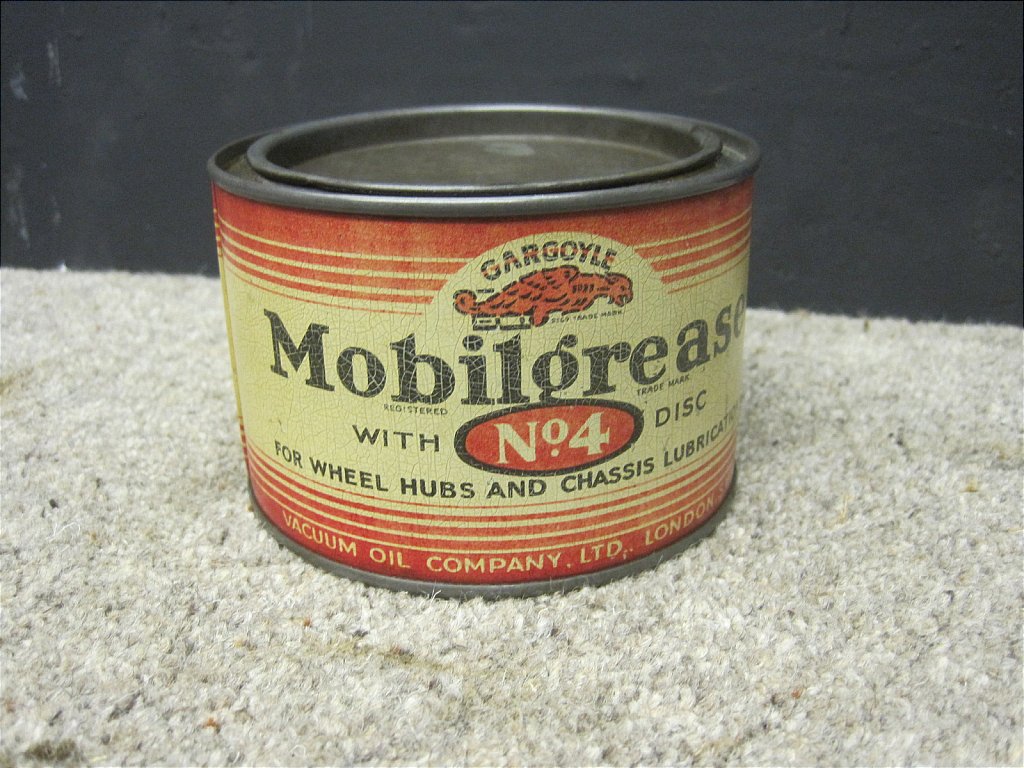 GARGOYLE
REGD. TRADE MARK
Mobilgrease
REGISTERED TRADE MARK
WITH No.4 DISC
FOR WHEEL HUBS AND CHASSIS
VACUUM OIL COMPANY, LTD., LONDON